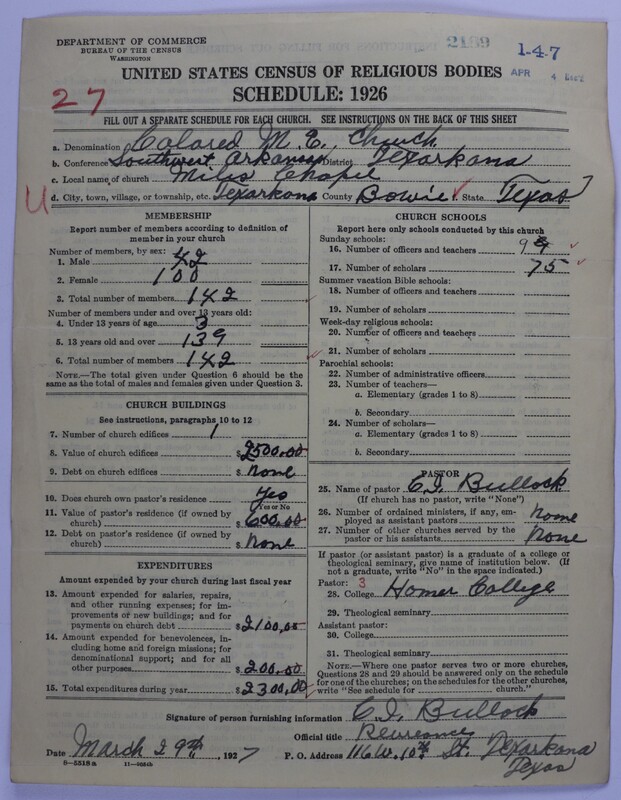 DEPARTMENT OF COMMERCE
BUREAU OF THE CENSUS
WASHINGTON
2189
1-4-7
APR 4
UNITED STATES CENSUS OF RELIGIOUS BODIES
27
SCHEDULE: 1926
FILL OUT A SEPARATE SCHEDULE FOR EACH CHURCH. SEE INSTRUCTIONS ON THE BACK OF THIS SHEET
a. Denomination Colored M. E., Church
b. Conference Southwest Arkansas District Texarkana
c. Local name of church Miles Chapel
U d. City, town, village, or township, etc. Texarkana County Bowie ✓ f. State Texas 7
MEMBERSHIP
Report number of members according to definition of
member in your church
Number of members, by sex:
1. Male 42
2. Female 100
3. Total number of members 142
Number of members under and over 13 years old:
4. Under 13 years of age 3
5. 13 years old and over 139
6. Total number of members 142
NOTE.—The total given under Question 6 should be
the same as the total of males and females given under Question 3.
CHURCH BUILDINGS
See instructions, paragraphs 10 to 12
7. Number of church edifices 1
8. Value of church edifices $2500.00
9. Debt on church edifices $ None
10. Does church own pastor's residence Yes
Yes or No
11. Value of pastor's residence (if owned by
church) $600.00
12. Debt on pastor's residence (if owned by
church) $ None
EXPENDITURES
Amount expended by your church during last fiscal year
13. Amount expended for salaries, repairs,
and other running expenses; for im-
provements or new buildings; and for
payments on church debt $2100.00
14. Amount expended for benevolences, in-
cluding home and foreign missions; for
denominational support; and for all
other purposes $200.00
15. Total expenditures during year $2300.00
CHURCH SCHOOLS
Report here only schools conducted by this church
Sunday schools:
16. Number of officers and teachers 9
17. Number of scholars 75
Summer vacation Bible schools:
18. Number of officers and teachers
19. Number of scholars
Week-day religious schools:
20. Number of officers and teachers
21. Number of scholars
Parochial schools:
22. Number of administrative officers
23. Number of teachers—
a. Elementary (grades 1 to 8)
b. Secondary
24. Number of scholars—
a. Elementary (grades 1 to 8)
b. Secondary
PASTOR
25. Name of pastor C. I. Bullock
(If church has no pastor, write "None")
26. Number of ordained ministers, if any, em-
ployed as assistant pastors None
27. Number of other churches served by the
pastor or his assistants None
If pastor (or assistant pastor) is a graduate of a college or
theological seminary, give name of institution below. (If
not a graduate, write "No" in the space indicated.)
Pastor: 3
28. College Homer College
29. Theological seminary
Assistant pastor:
30. College
31. Theological seminary
NOTE.—Where one pastor serves two or more churches,
Questions 28 and 29 should be answered only on the schedule
for one of the churches; on the schedules for the other churches,
write "See schedule for church."
Signature of person furnishing information C. I. Bullock
Official title
Date March 29th, 1927 P. O. Address 116 W. 10th St. Texarkana
Texas
8-5518a 11-9664b